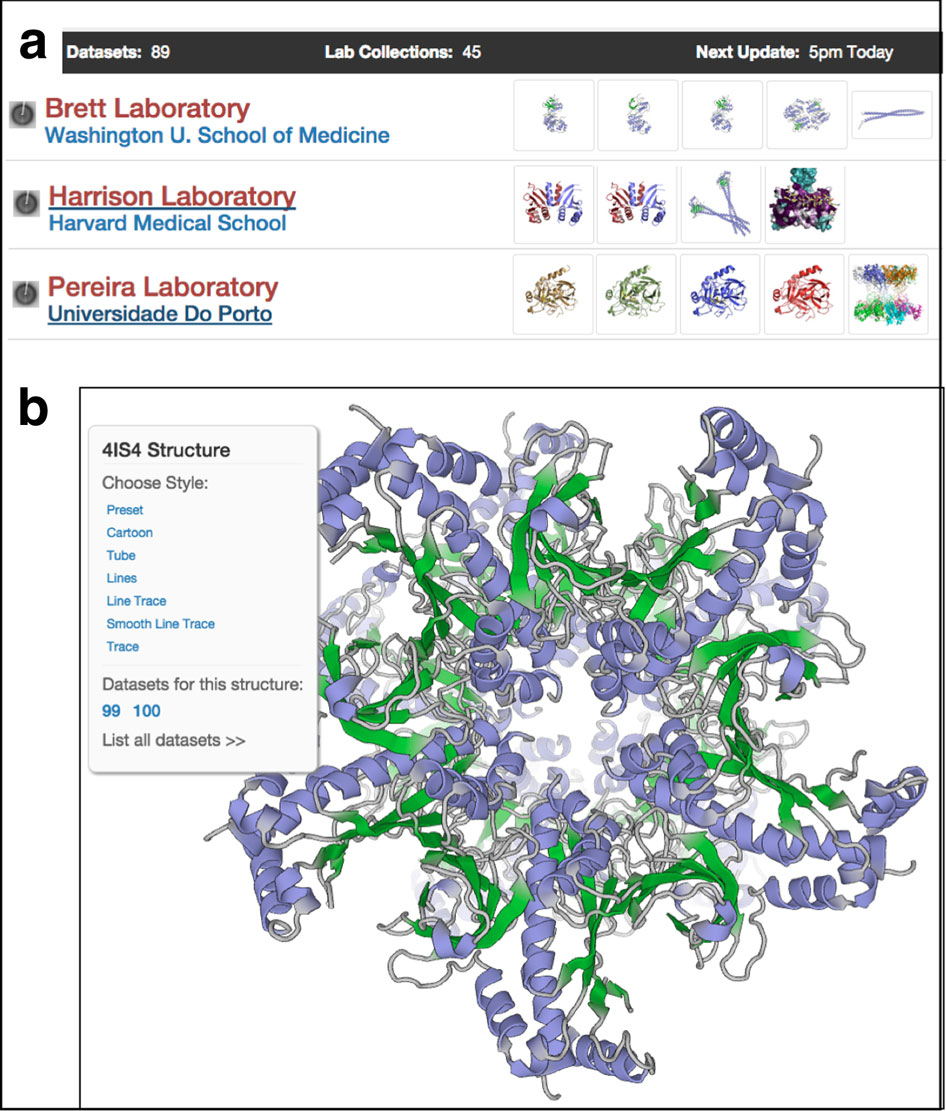 a
Datasets: 89 Lab Collections: 45 Next Update: 5pm Today
Brett Laboratory
Washington U. School of Medicine
Harrison Laboratory
Harvard Medical School
Pereira Laboratory
Universidade Do Porto
b
4IS4 Structure
Choose Style:
Preset
Cartoon
Tube
Lines
Line Trace
Smooth Line Trace
Trace
Datasets for this structure:
99 100
List all datasets >>